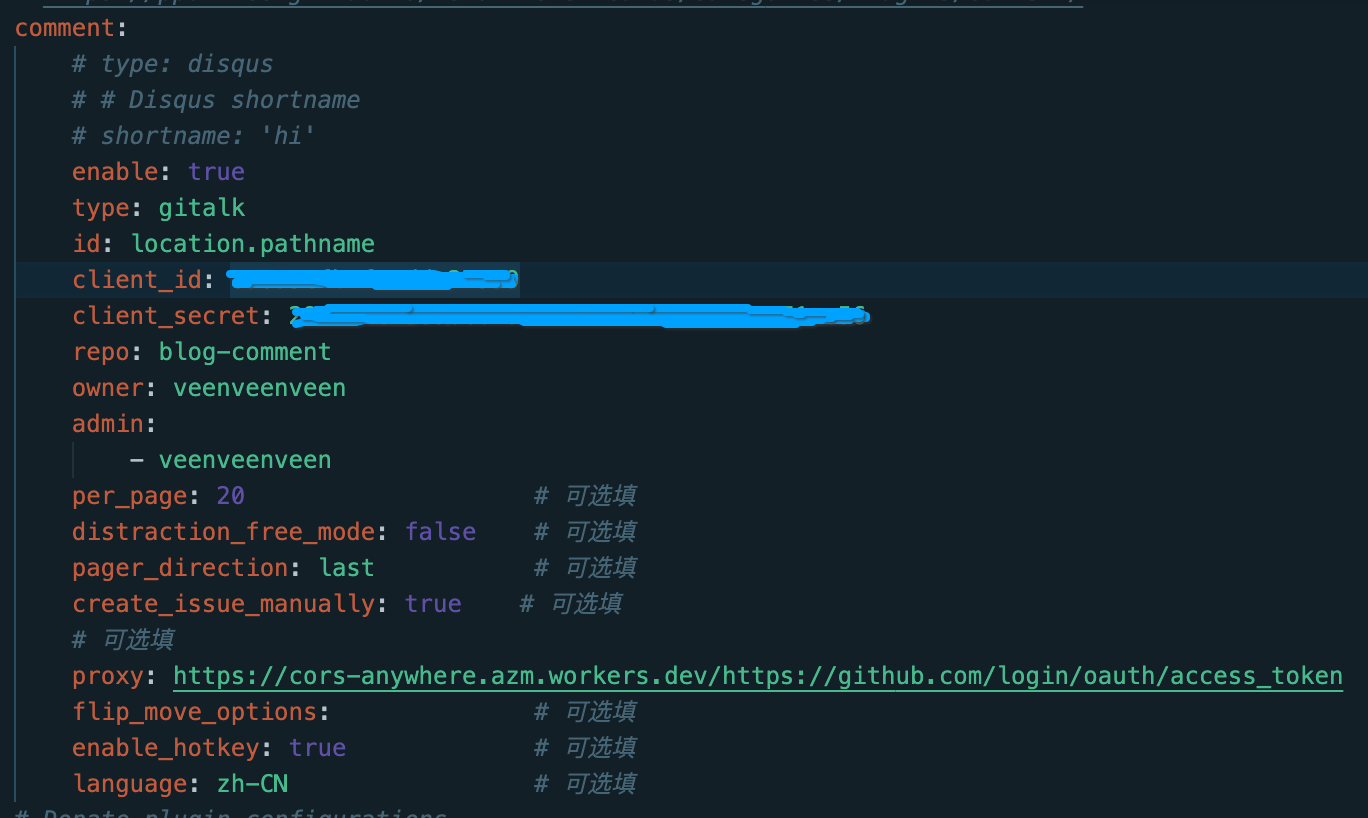 comment:
# type: disqus
# # Disqus shortname
# shortname: 'hi'
enable: true
type: gitalk
id: location.pathname
client_id:
client_secret:
repo: blog-comment
owner: veenveenveen
admin:
- veenveenveen
per_page: 20 # 可选填
distraction_free_mode: false # 可选填
pager_direction: last # 可选填
create_issue_manually: true # 可选填
# 可选填
proxy: https://cors-anywhere.azm.workers.dev/https://github.com/login/oauth/access_token
flip_move_options: # 可选填
enable_hotkey: true # 可选填
language: zh-CN # 可选填
# Donate plugin configurations